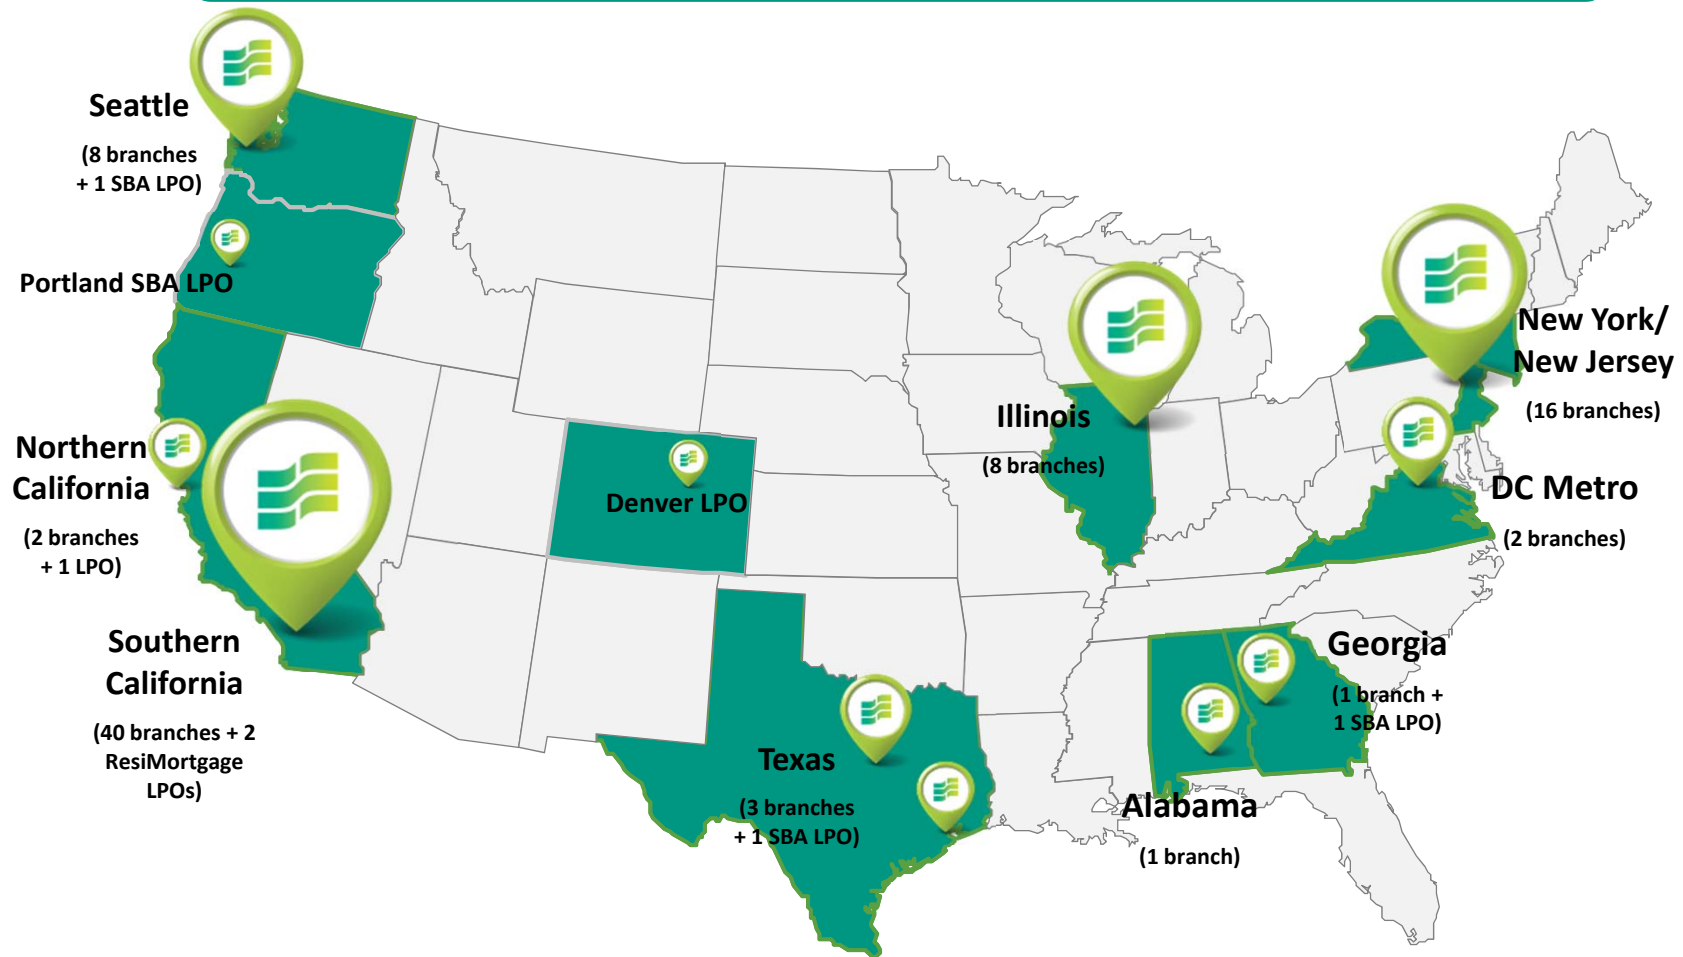 Seattle
(8 branches
+ 1 SBA LPO)
Portland SBA LPO
Northern
California
(2 branches
+ 1 LPO)
Southern
California
(40 branches + 2
ResiMortgage
LPOs)
Denver LPO
Texas
(3 branches
+ 1 SBA LPO)
Illinois
(8 branches)
New York/
New Jersey
(16 branches)
DC Metro
(2 branches)
Georgia
(1 branch +
1 SBA LPO)
Alabama
(1 branch)